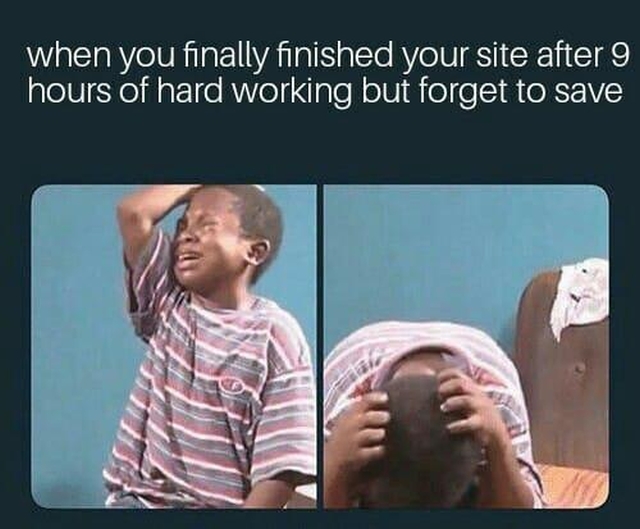 when you finally finished your site after 9
hours of hard working but forget to save